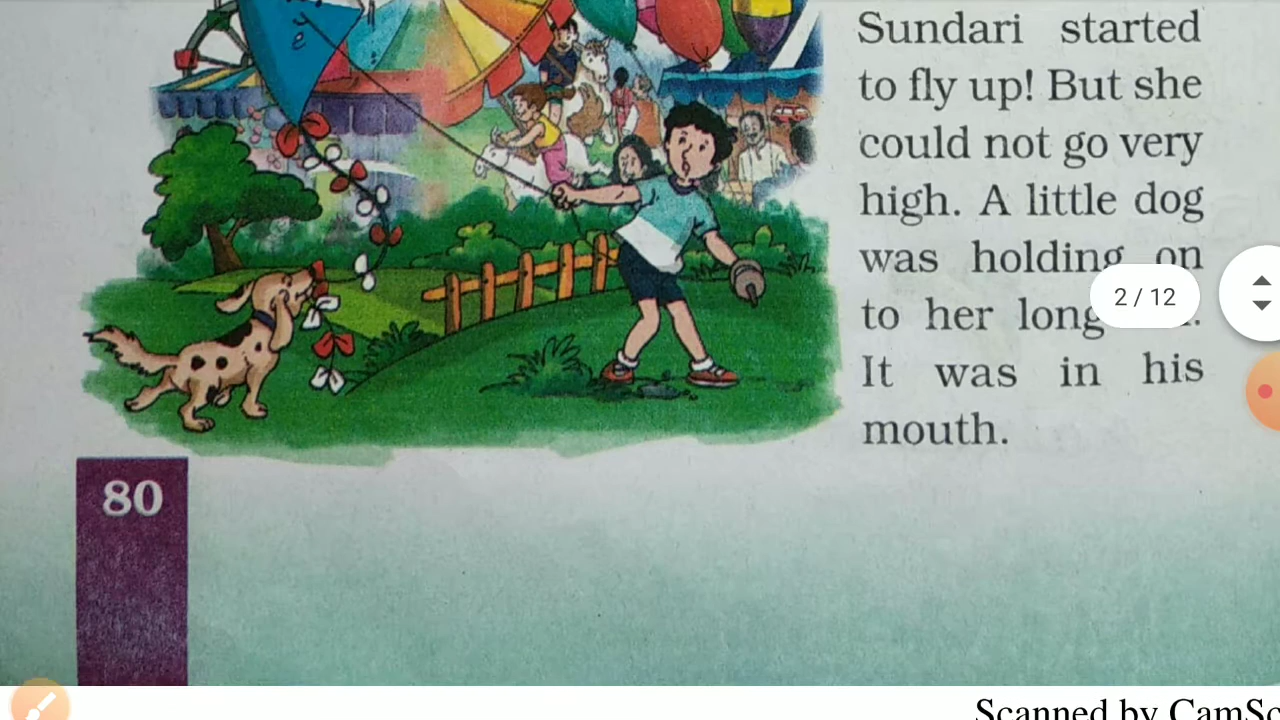 Sundari started
to fly up! But she
could not go very
high. A little dog
was holding on
to her long
It was in his
mouth.
2 / 12
80
Scanned by CamSc